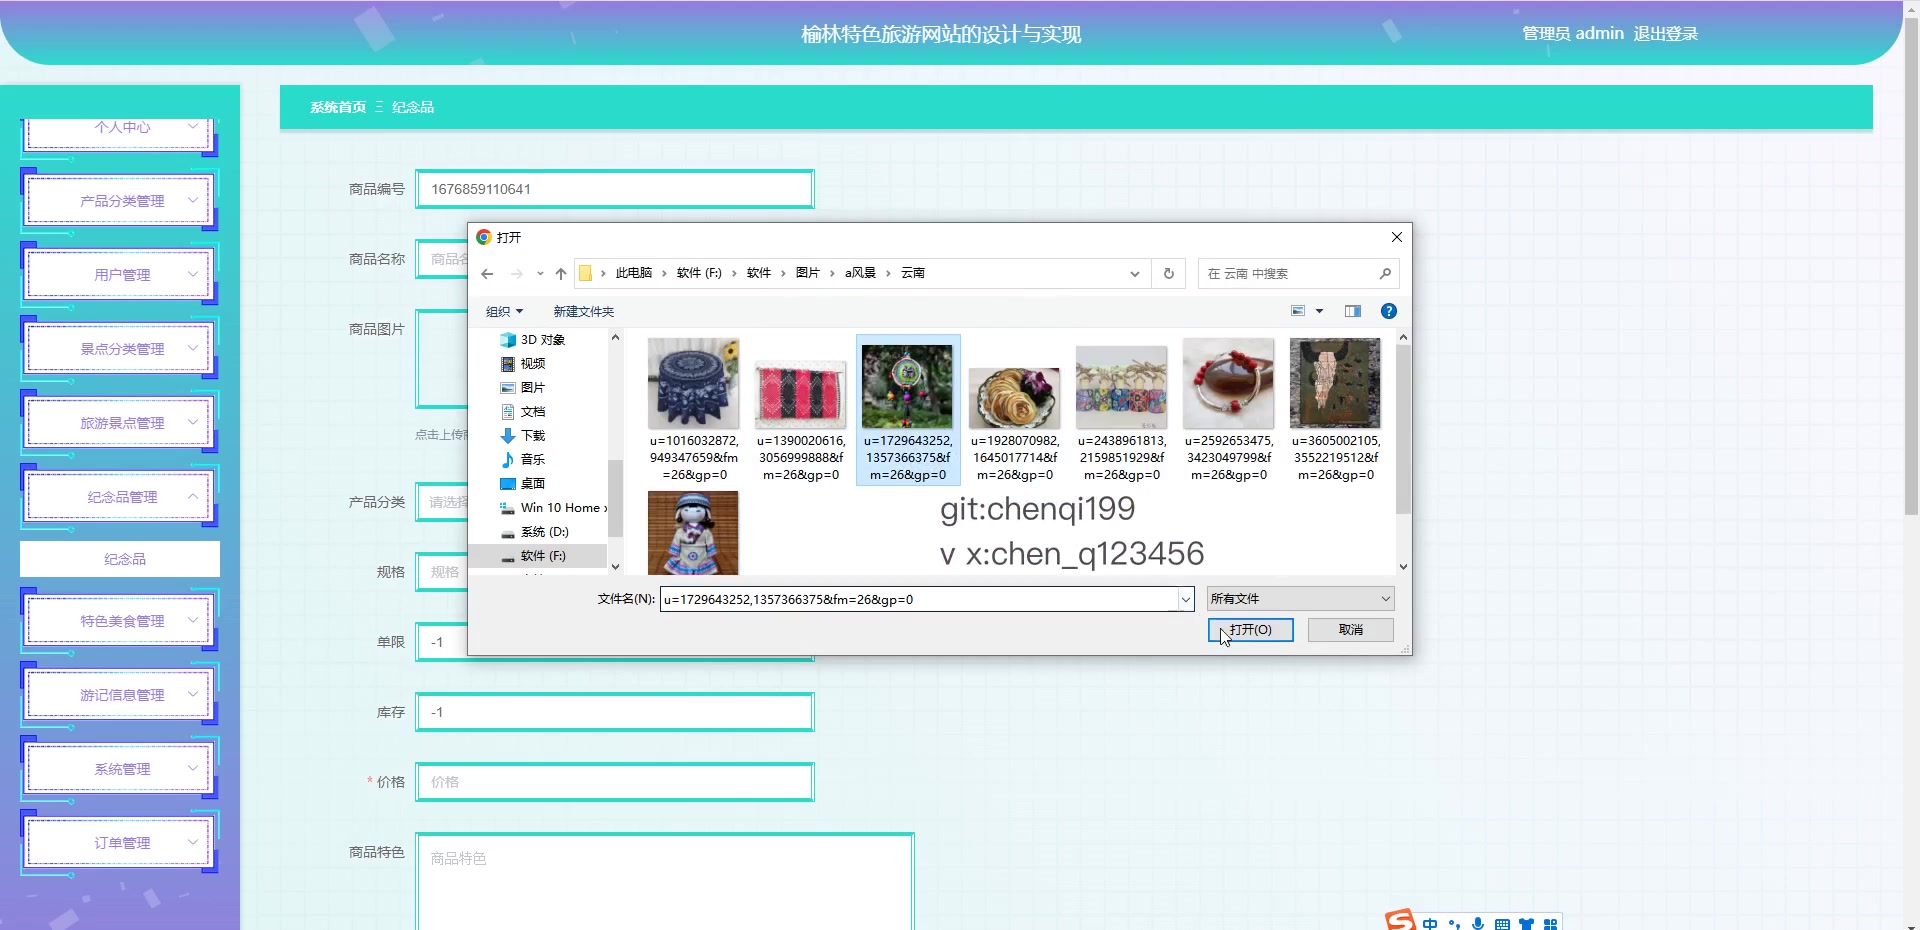 榆林特色旅游网站的设计与实现
管理员 admin 退出登录
系统首页 Ξ 纪念品
个人中心
产品分类管理
用户管理
景点分类管理
旅游景点管理
纪念品管理
纪念品
特色美食管理
游记信息管理
系统管理
订单管理
商品编号 1676859110641
商品名称
商品图片
点击上传
产品分类 请选择
规格 规格
单限 -1
库存 -1
* 价格 价格
商品特色 商品特色
打开
此电脑 › 软件 (F:) › 软件 › 图片 › a风景 › 云南
在 云南 中搜索
组织 新建文件夹
3D 对象
视频
图片
文档
下载
音乐
桌面
Win 10 Home
系统 (D:)
软件 (F:)
u=1016032872,
949347659&fm
=26&gp=0
u=1390020616,
3056999888&f
m=26&gp=0
u=1729643252,
1357366375&f
m=26&gp=0
u=1928070982,
1645017714&f
m=26&gp=0
u=2438961813,
2159851929&f
m=26&gp=0
u=2592653475,
3423049799&f
m=26&gp=0
u=3605002105,
3552219512&f
m=26&gp=0
git:chenqi199
v x:chen_q123456
文件名(N): u=1729643252,1357366375&fm=26&gp=0
所有文件
打开(O) 取消
中